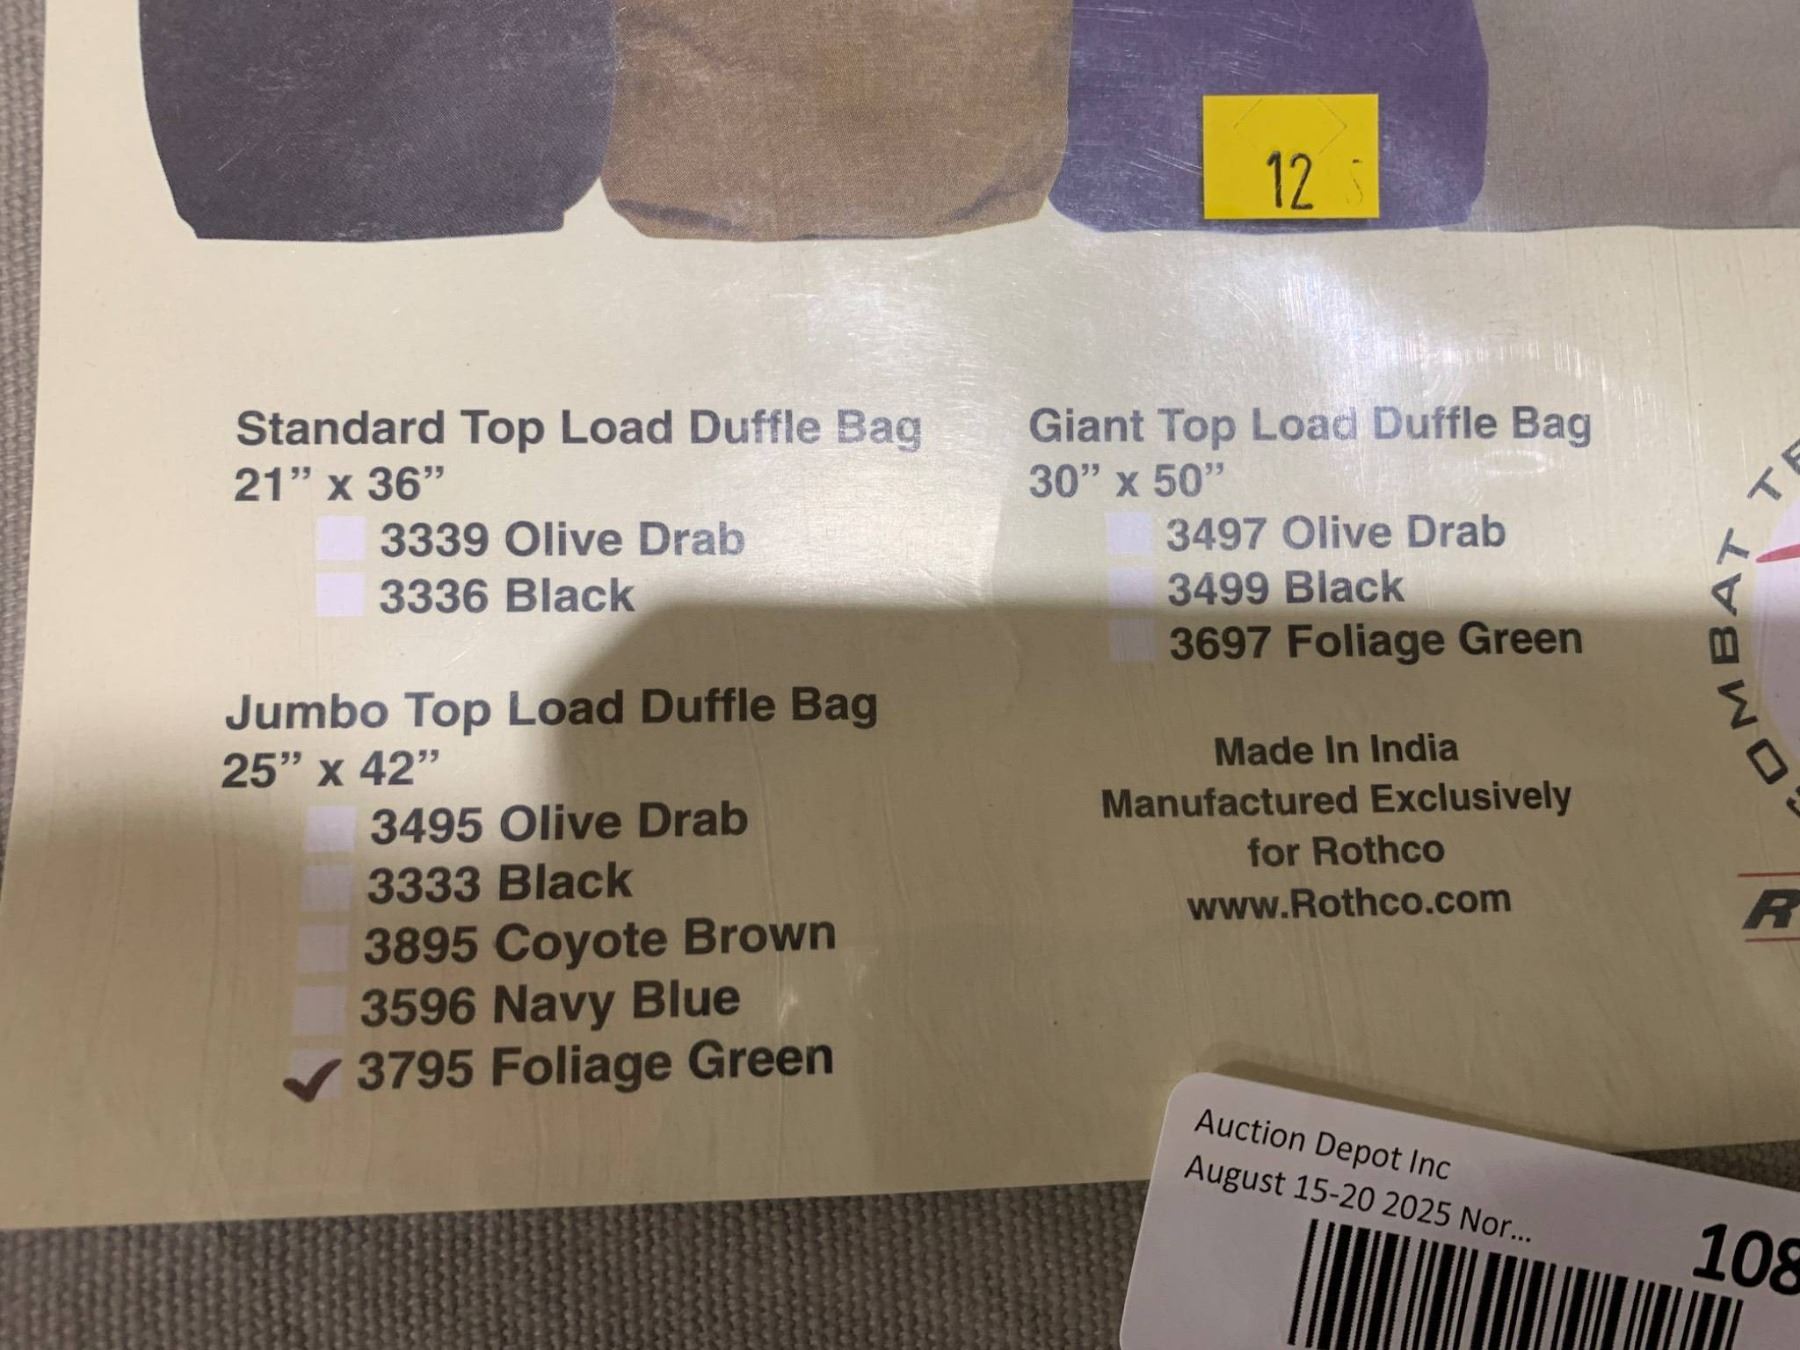 12
Standard Top Load Duffle Bag
21” x 36”
3339 Olive Drab
3336 Black
Jumbo Top Load Duffle Bag
25” x 42”
3495 Olive Drab
3333 Black
3895 Coyote Brown
3596 Navy Blue
3795 Foliage Green
Giant Top Load Duffle Bag
30” x 50”
3497 Olive Drab
3499 Black
3697 Foliage Green
Made In India
Manufactured Exclusively
for Rothco
www.Rothco.com
Auction Depot Inc
August 15-20 2025 Nor...
108